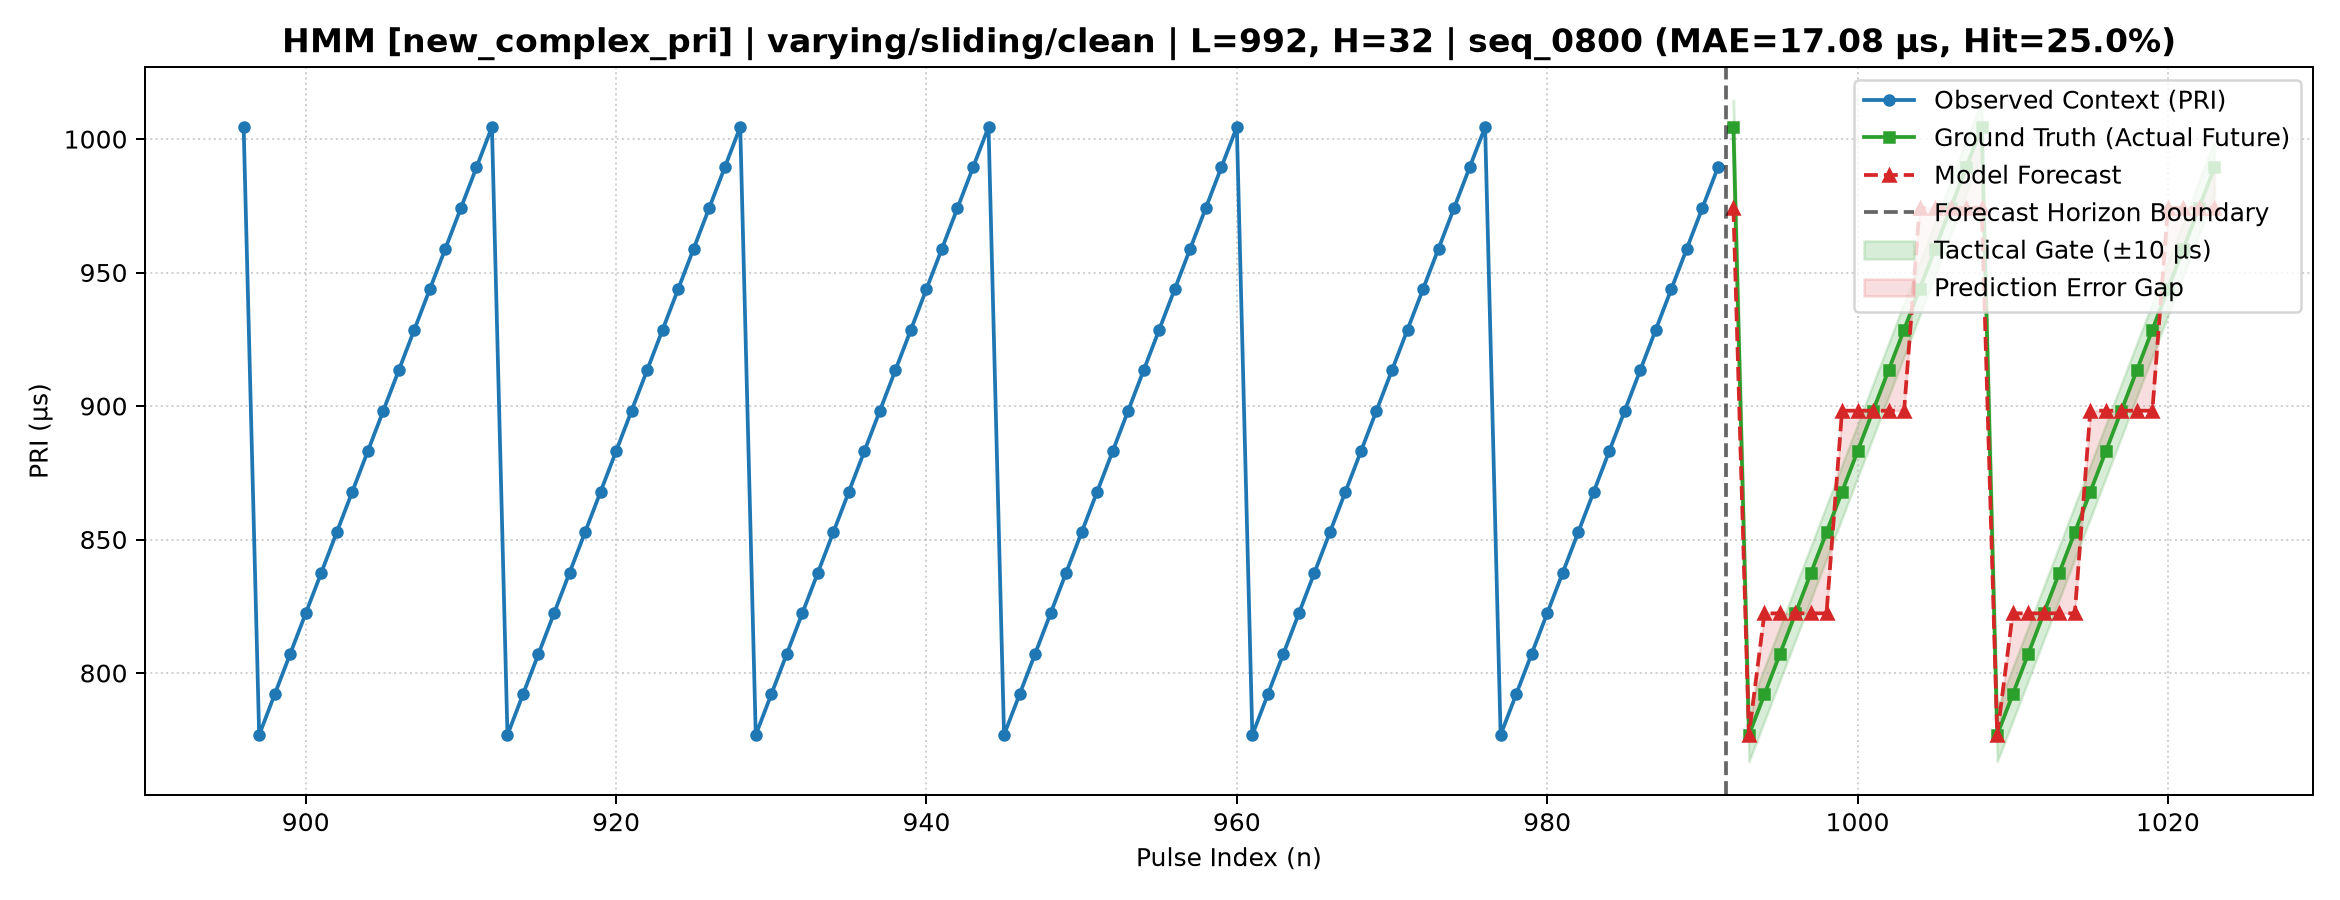 HMM [new_complex_pri] | varying/sliding/clean | L=992, H=32 | seq_0800 (MAE=17.08 µs, Hit=25.0%)
Observed Context (PRI)
Ground Truth (Actual Future)
Model Forecast
Forecast Horizon Boundary
Tactical Gate (±10 µs)
Prediction Error Gap
PRI (µs)
1000
950
900
850
800
900
920
940
960
980
1000
1020
Pulse Index (n)